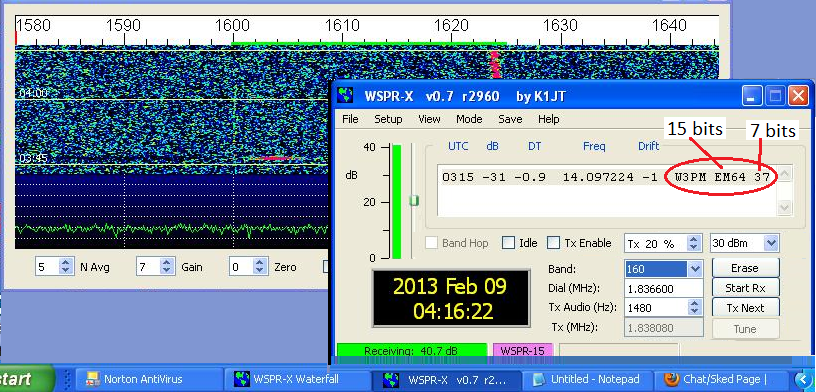 1580 1590 1600 1610 1620 1630 1640
04:00
03:45
5 N Avg 7 Gain 0 Zero
WSPR-X v0.7 r2960 by K1JT
15 bits 7 bits
File Setup View Mode Save Help
UTC dB DT Freq Drift
0315 -31 -0.9 14.097224 -1 W3PM EM64 37
40
dB
20
0
Band Hop Idle Tx Enable Tx 20 % 30 dBm
2013 Feb 09
04:16:22
Band: 160 Erase
Dial (MHz): 1.836600 Start Rx
Tx Audio (Hz): 1480 Tx Next
Tx (MHz): 1.838080 Tune
Receiving: 40.7 dB WSPR-15
start Norton AntiVirus WSPR-X Waterfall WSPR-X v0.7 r2... Untitled - Notepad Chat/Sked Page |